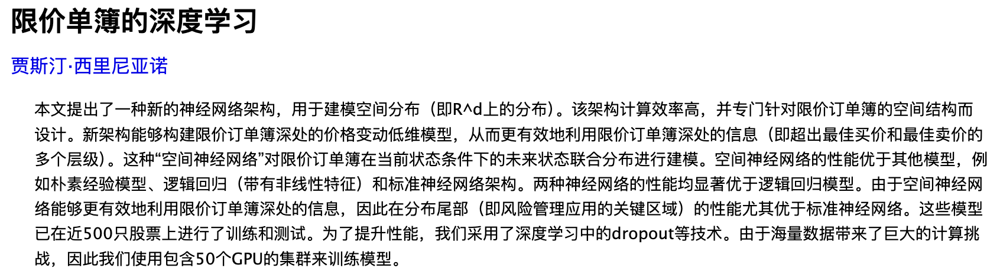 限价单簿的深度学习
贾斯汀·西里尼亚诺
本文提出了一种新的神经网络架构，用于建模空间分布（即R^d上的分布）。该架构计算效率高，并专门针对限价订单簿的空间结构而
设计。新架构能够构建限价订单簿深处的价格变动低维模型，从而更有效地利用限价订单簿深处的信息（即超出最佳买价和最佳卖价的
多个层级）。这种“空间神经网络”对限价订单簿在当前状态条件下的未来状态联合分布进行建模。空间神经网络的性能优于其他模型，例
如朴素经验模型、逻辑回归（带有非线性特征）和标准神经网络架构。两种神经网络的性能均显著优于逻辑回归模型。由于空间神经网
络能够更有效地利用限价订单簿深处的信息，因此在分布尾部（即风险管理应用的关键区域）的性能尤其优于标准神经网络。这些模型
已在近500只股票上进行了训练和测试。为了提升性能，我们采用了深度学习中的dropout等技术。由于海量数据带来了巨大的计算挑
战，因此我们使用包含50个GPU的集群来训练模型。